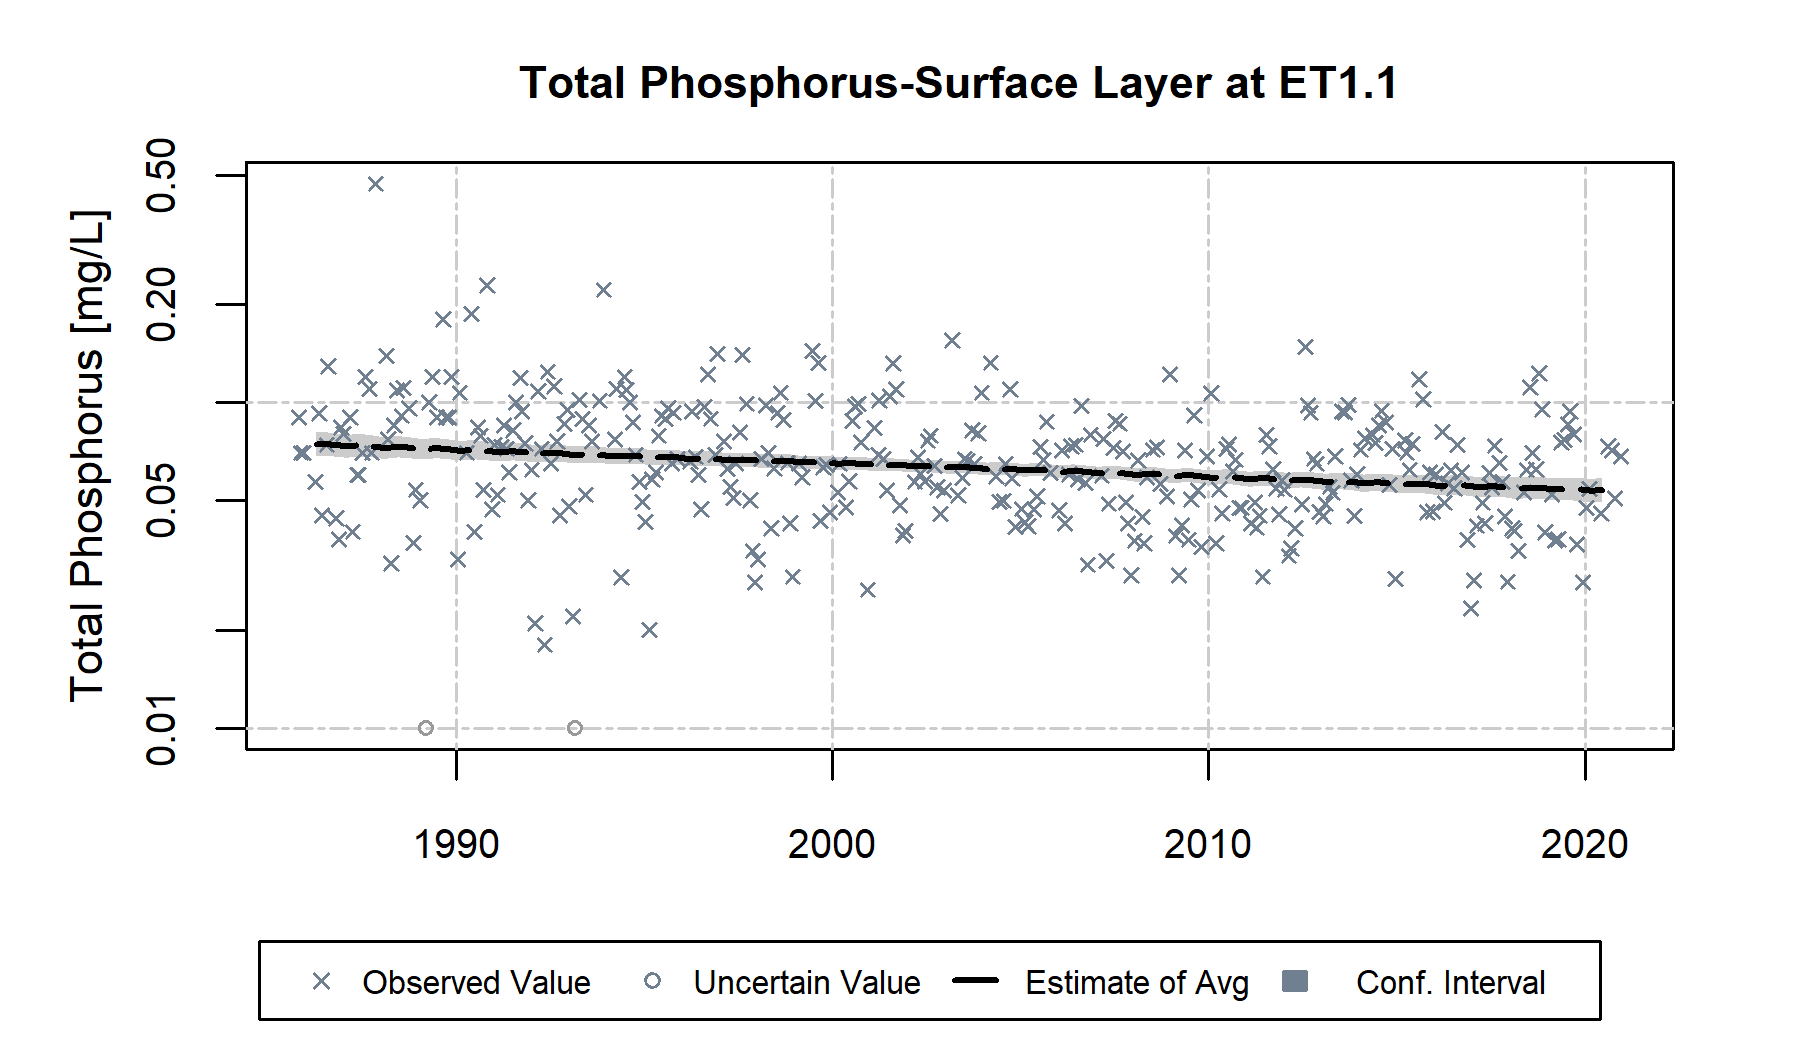 Total Phosphorus-Surface Layer at ET1.1
Total Phosphorus [mg/L]
0.50
0.20
0.05
0.01
1990 2000 2010 2020
Observed Value Uncertain Value Estimate of Avg Conf. Interval